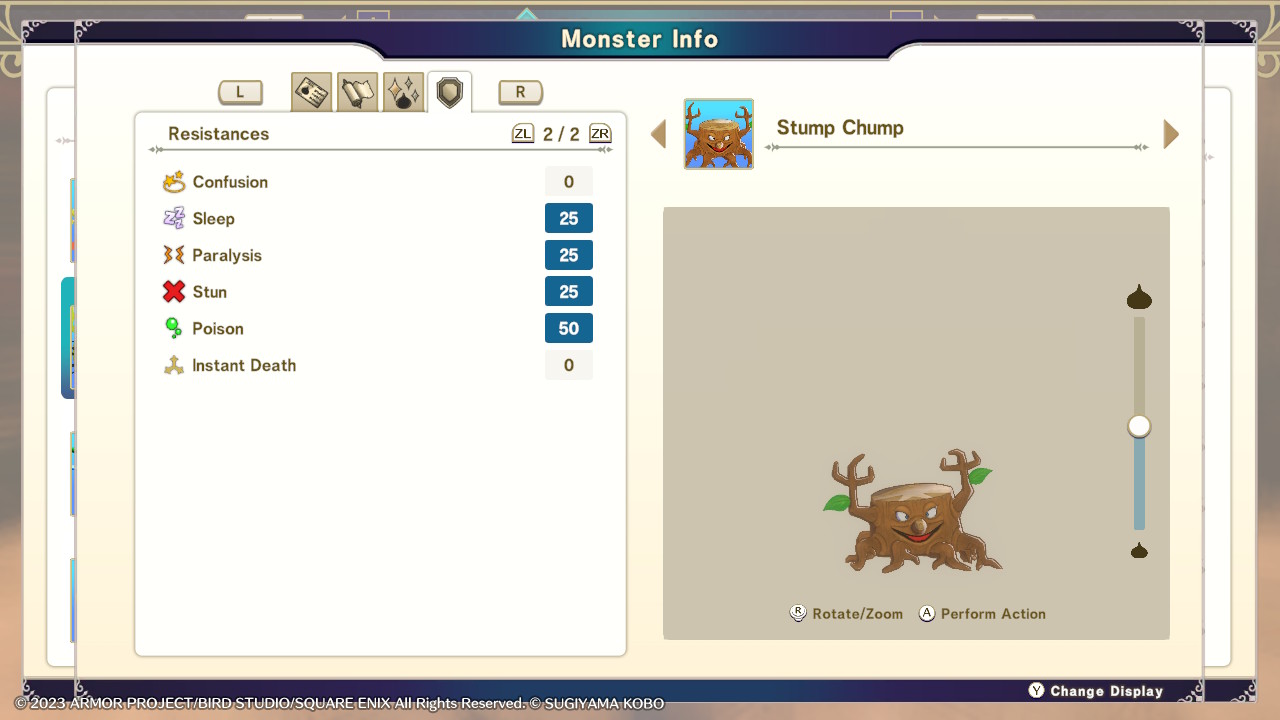 Monster Info
L
R
Resistances
ZL 2 / 2 ZR
Stump Chump
Confusion 0
Sleep 25
Paralysis 25
Stun 25
Poison 50
Instant Death 0
R Rotate/Zoom A Perform Action
Y Change Display
© 2023 ARMOR PROJECT/BIRD STUDIO/SQUARE ENIX All Rights Reserved. © SUGIYAMA KOBO